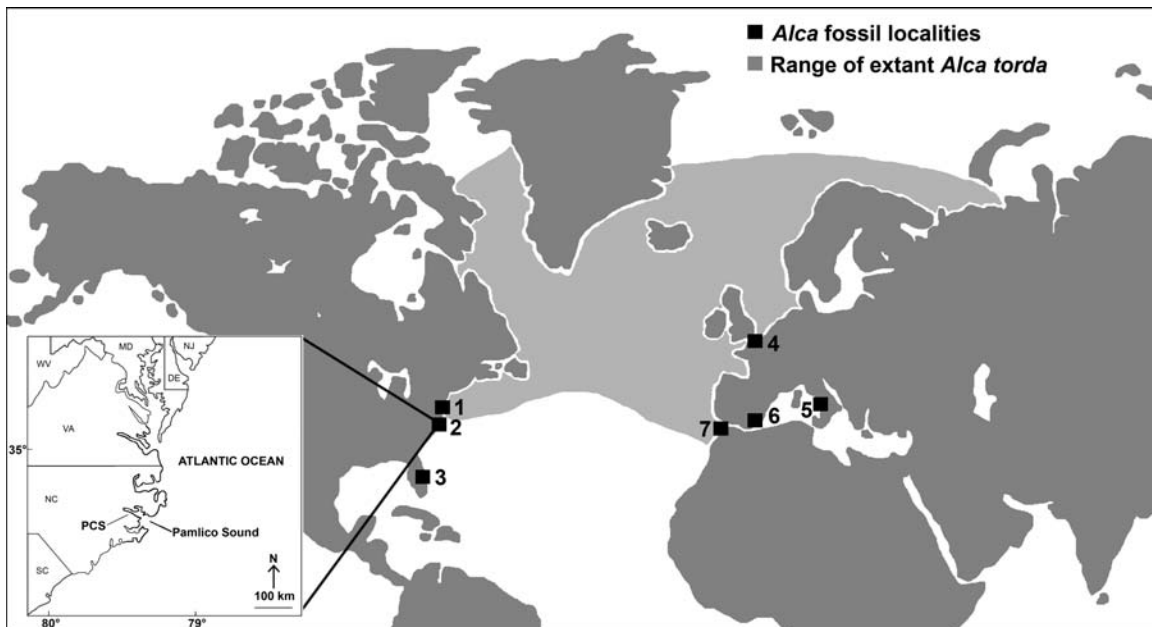 Alca fossil localities
Range of extant Alca torda
1
2
3
4
5
6
7
WV
MD
NJ
DE
VA
35°
ATLANTIC OCEAN
NC
PCS
Pamlico Sound
SC
N
100 km
80°
79°